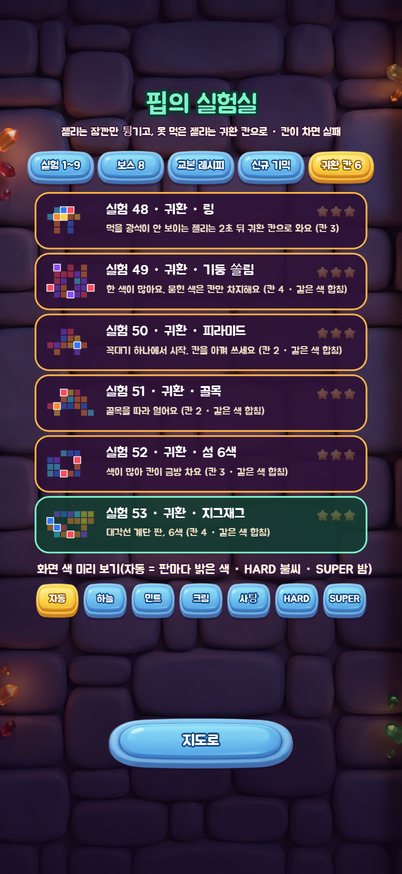 핍의 실험실
젤리는 잠깐만 튕기고, 못 먹은 젤리는 귀환 칸으로 · 칸이 차면 실패
실험 1~9
보스 8
교본 레시피
신규 기믹
귀환 칸 6
실험 48 · 귀환 · 링
먹을 광석이 안 보이는 젤리는 2초 뒤 귀환 칸으로 와요 (칸 3)
실험 49 · 귀환 · 기둥 쏠림
한 색이 많아요. 묻힌 색은 칸만 차지해요 (칸 4 · 같은 색 합침)
실험 50 · 귀환 · 피라미드
꼭대기 하나에서 시작. 칸을 아껴 쓰세요 (칸 2 · 같은 색 합침)
실험 51 · 귀환 · 골목
골목을 따라 열어요 (칸 2 · 같은 색 합침)
실험 52 · 귀환 · 섬 6색
색이 많아 칸이 금방 차요 (칸 3 · 같은 색 합침)
실험 53 · 귀환 · 지그재그
대각선 계단 판, 6색 (칸 4 · 같은 색 합침)
화면 색 미리 보기(자동 = 판마다 밝은 색 · HARD 불씨 · SUPER 밤)
자동
하늘
민트
크림
사탕
HARD
SUPER
지도로